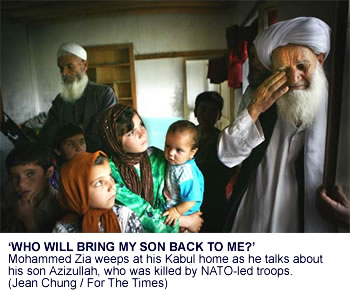 ‘WHO WILL BRING MY SON BACK TO ME?’
Mohammed Zia weeps at his Kabul home as he talks about
his son Azizullah, who was killed by NATO-led troops.
(Jean Chung / For The Times)